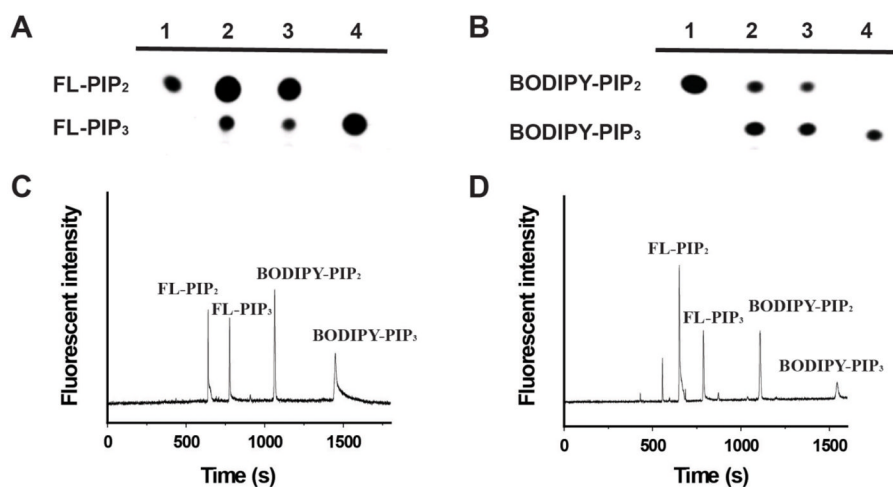 A
1 2 3 4
FL-PIP₂
FL-PIP₃
B
1 2 3 4
BODIPY-PIP₂
BODIPY-PIP₃
C
Fluorescent intensity
FL-PIP₂
FL-PIP₃
BODIPY-PIP₂
BODIPY-PIP₃
0 500 1000 1500
Time (s)
D
Fluorescent intensity
FL-PIP₂
FL-PIP₃
BODIPY-PIP₂
BODIPY-PIP₃
0 500 1000 1500
Time (s)